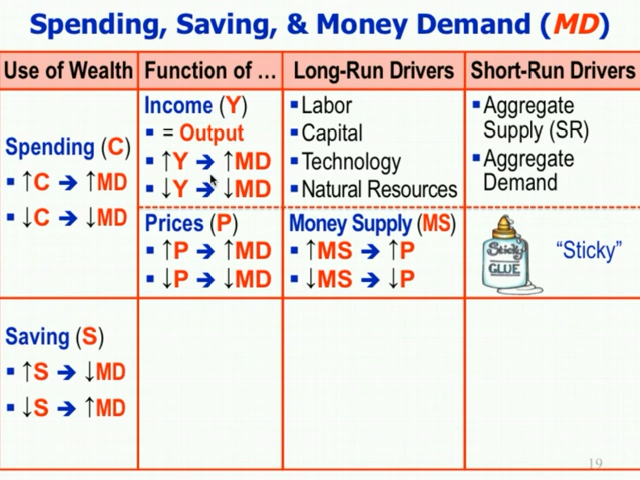 Spending, Saving, & Money Demand (MD)
Use of Wealth
Function of …
Long-Run Drivers
Short-Run Drivers
Spending (C)
▪ ↑C ➔ ↑MD
▪ ↓C ➔ ↓MD
Income (Y)
▪ = Output
▪ ↑Y ➔ ↑MD
▪ ↓Y ➔ ↓MD
▪ Labor
▪ Capital
▪ Technology
▪ Natural Resources
▪ Aggregate
Supply (SR)
▪ Aggregate
Demand
Prices (P)
▪ ↑P ➔ ↑MD
▪ ↓P ➔ ↓MD
Money Supply (MS)
▪ ↑MS ➔ ↑P
▪ ↓MS ➔ ↓P
Sticky
GLUE
“Sticky”
Saving (S)
▪ ↑S ➔ ↓MD
▪ ↓S ➔ ↑MD
19